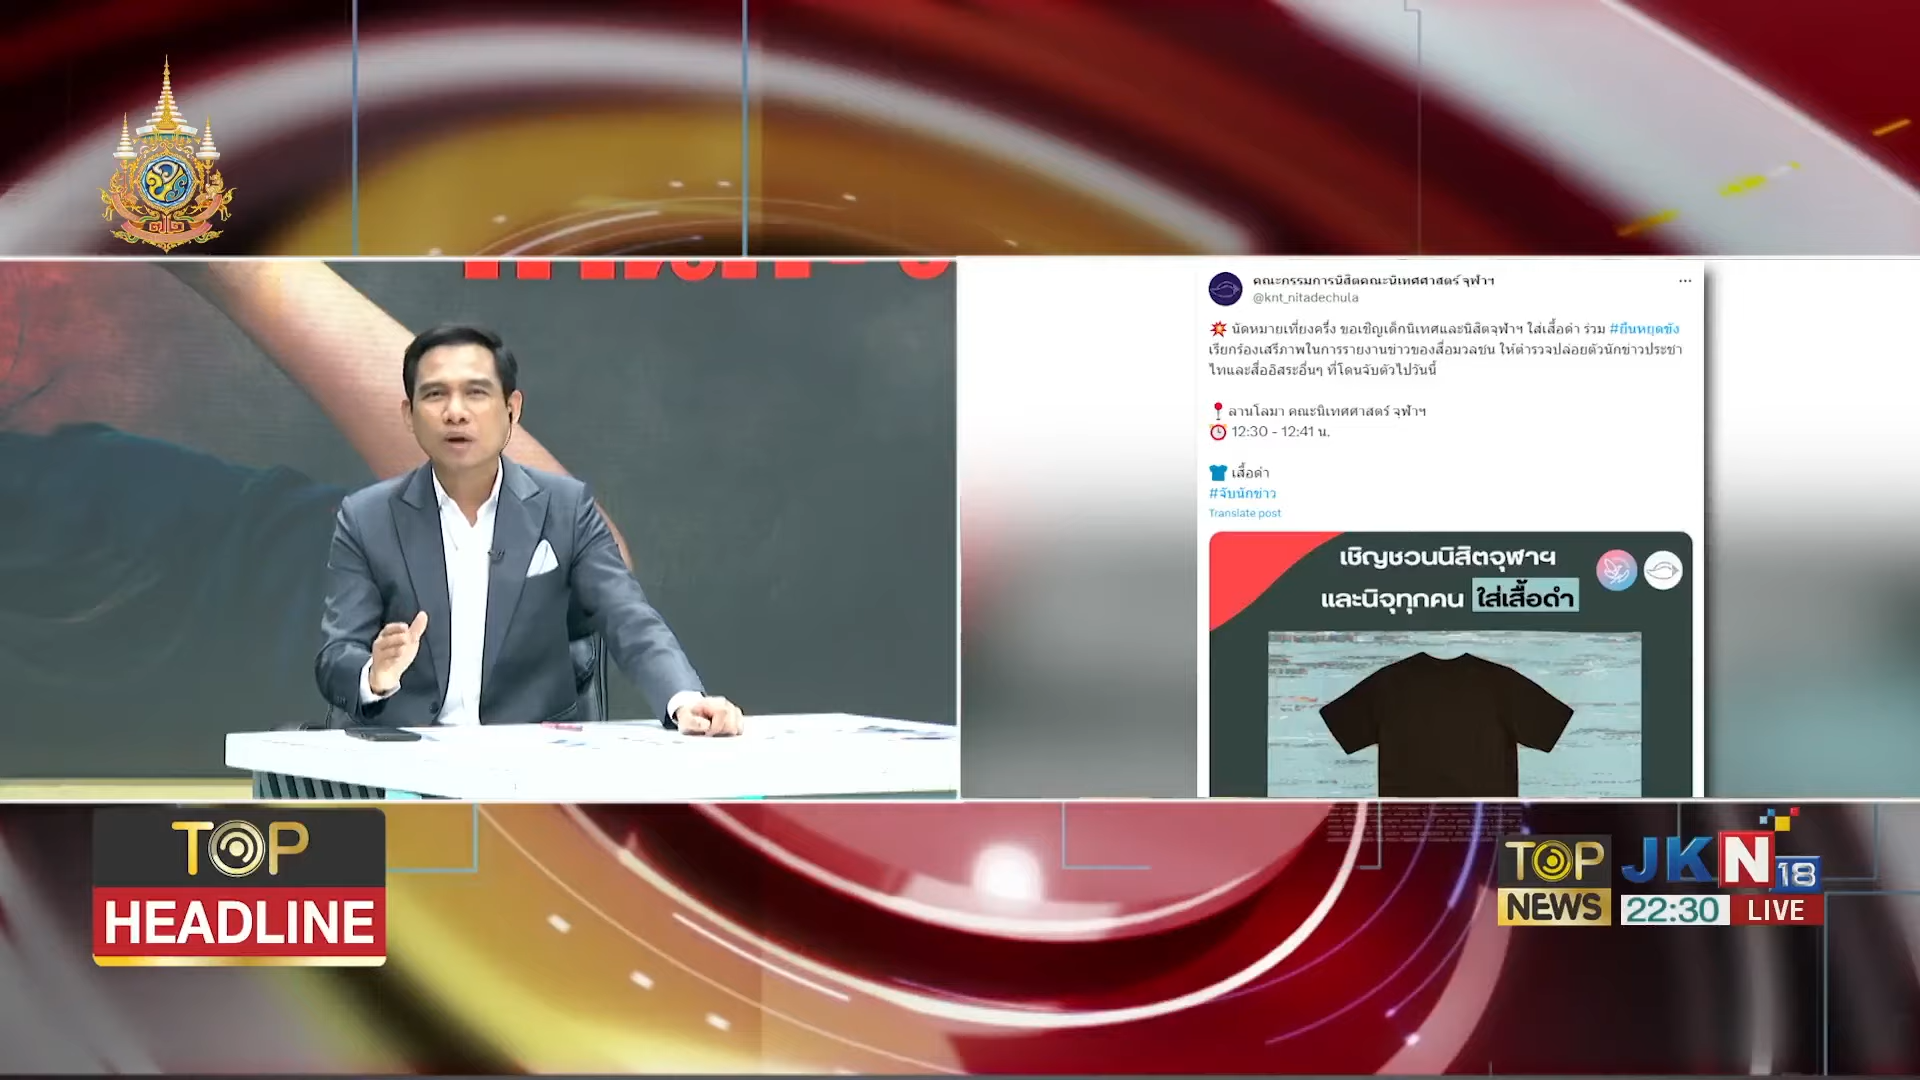 คณะกรรมการนิสิตคณะนิเทศศาสตร์ จุฬาฯ
@knt_nitadechula
💥 นัดหมายเที่ยงครึ่ง ขอเชิญเด็กนิเทศและนิสิตจุฬาฯ ใส่เสื้อดำ ร่วม #ยืนหยุดขัง
เรียกร้องเสรีภาพในการรายงานข่าวของสื่อมวลชน ให้ตำรวจปล่อยตัวนักข่าวประชา
ไทและสื่ออิสระอื่นๆ ที่โดนจับตัวไปวันนี้
📍 ลานโลมา คณะนิเทศศาสตร์ จุฬาฯ
⏰ 12:30 - 12:41 น.
👕 เสื้อดำ
#จับนักข่าว
Translate post
เชิญชวนนิสิตจุฬาฯ
และนิจุทุกคน ใส่เสื้อดำ
TOP
HEADLINE
TOP
NEWS
JKN18
22:30 LIVE